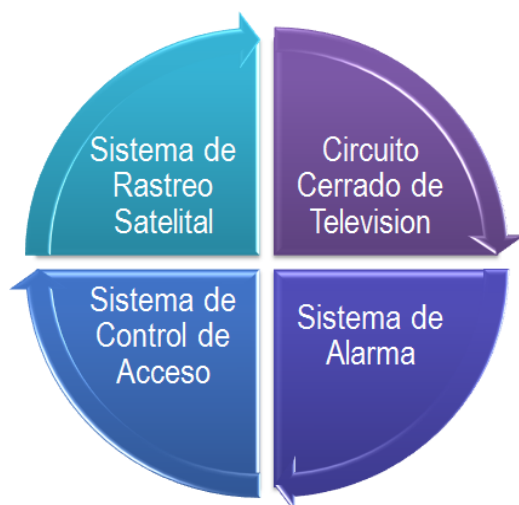 Sistema de
Rastreo
Satelital
Circuito
Cerrado de
Television
Sistema de
Control de
Acceso
Sistema de
Alarma